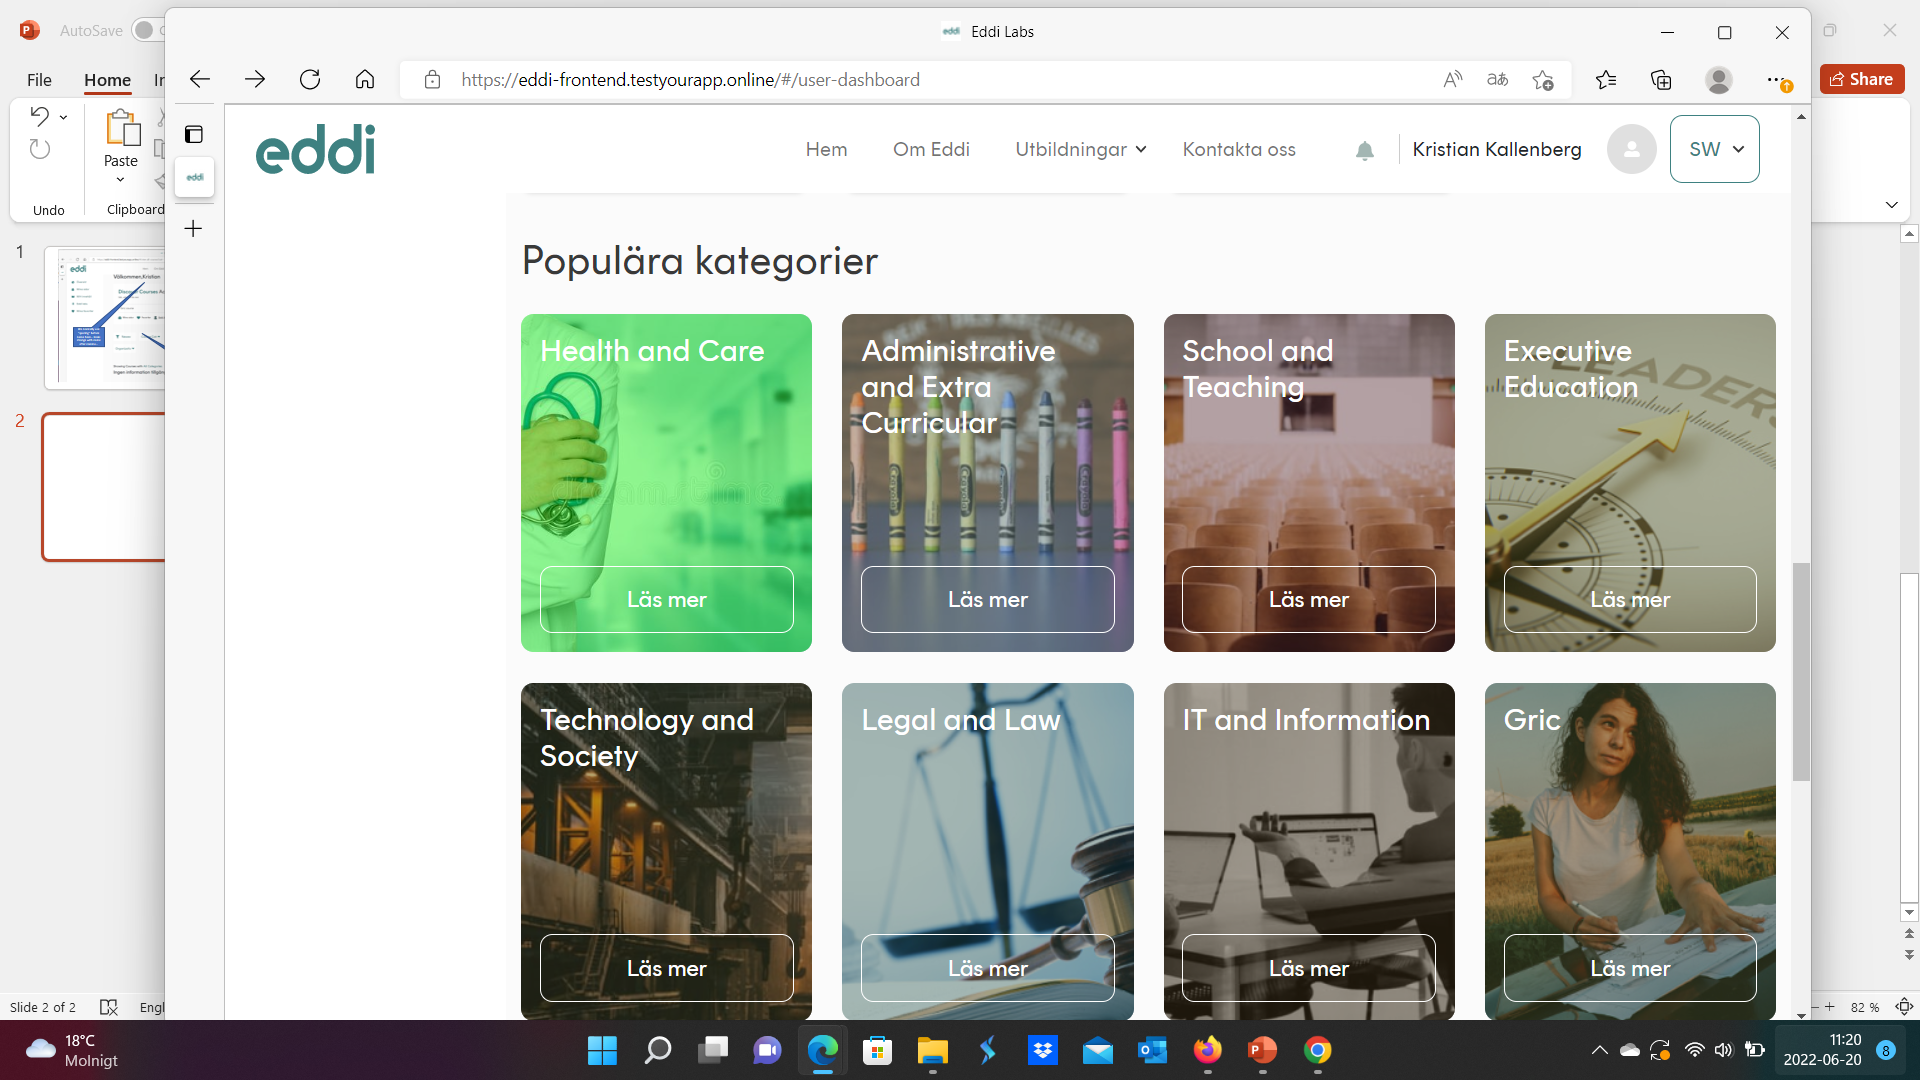 AutoSave
Eddi Labs
File
Home
https://eddi-frontend.testyourapp.online/#/user-dashboard
Share
Paste
Undo
Clipboard
eddi
Hem
Om Eddi
Utbildningar
Kontakta oss
Kristian Kallenberg
SW
eddi
1
2
Populära kategorier
Health and Care
Läs mer
Administrative
and Extra
Curricular
Läs mer
School and
Teaching
Läs mer
Executive
Education
LEADERS
Läs mer
Technology and
Society
Läs mer
Legal and Law
Läs mer
IT and Information
Läs mer
Gric
Läs mer
Slide 2 of 2
Engl
82 %
18°C
Molnigt
11:20
2022-06-20
8